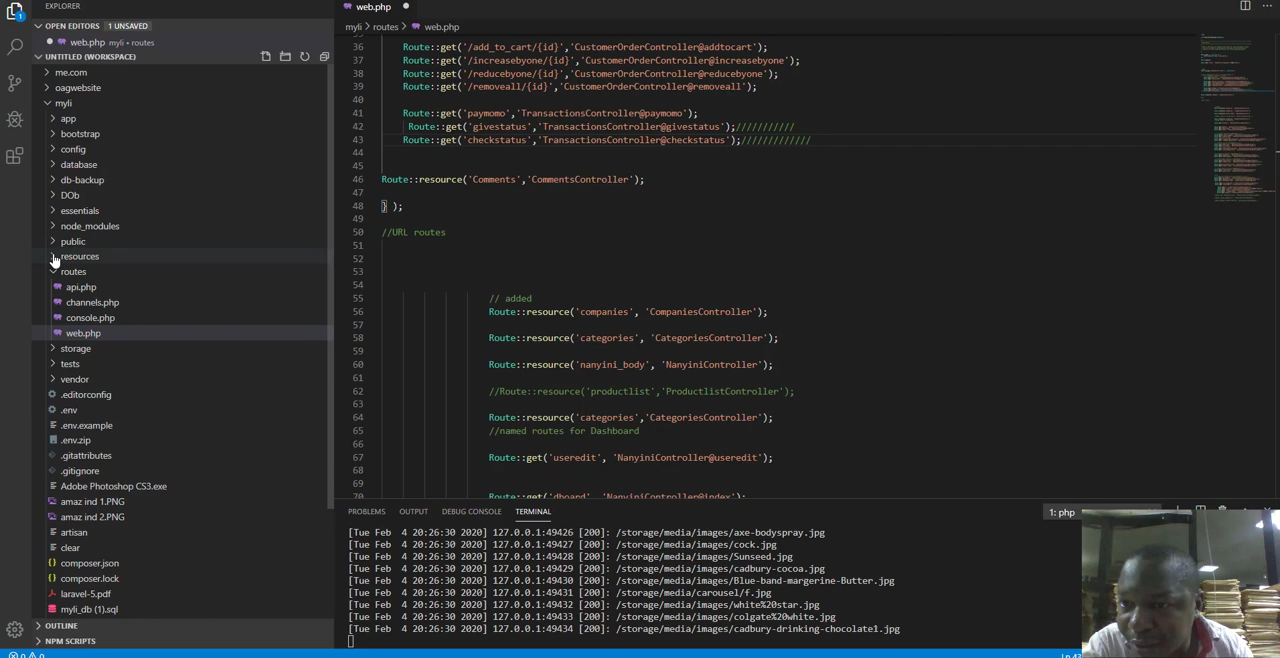 EXPLORER
OPEN EDITORS 1 UNSAVED
web.php myli • routes
UNTITLED (WORKSPACE)
me.com
oagwebsite
myli
app
bootstrap
config
database
db-backup
DOb
essentials
node_modules
public
resources
routes
api.php
channels.php
console.php
web.php
storage
tests
vendor
.editorconfig
.env
.env.example
.env.zip
.gitattributes
.gitignore
Adobe Photoshop CS3.exe
amaz ind 1.PNG
amaz ind 2.PNG
artisan
clear
composer.json
composer.lock
laravel-5.pdf
myli_db (1).sql
OUTLINE
NPM SCRIPTS
1
web.php
myli > routes > web.php
36 Route::get('/add_to_cart/{id}','CustomerOrderController@addtocart');
37 Route::get('/increasebyone/{id}','CustomerOrderController@increasebyone');
38 Route::get('/reducebyone/{id}','CustomerOrderController@reducebyone');
39 Route::get('/removeall/{id}','CustomerOrderController@removeall');
40
41 Route::get('paymomo','TransactionsController@paymomo');
42 Route::get('givestatus','TransactionsController@givestatus');///////////
43 Route::get('checkstatus','TransactionsController@checkstatus');/////////////
44
45
46 Route::resource('Comments','CommentsController');
47
48 } );
49
50 //URL routes
51
52
53
54
55 // added
56 Route::resource('companies', 'CompaniesController');
57
58 Route::resource('categories', 'CategoriesController');
59
60 Route::resource('nanyini_body', 'NanyiniController');
61
62 //Route::resource('productlist','ProductlistController');
63
64 Route::resource('categories','CategoriesController');
65 //named routes for Dashboard
66
67 Route::get('useredit', 'NanyiniController@useredit');
68
69
70 Route::get('dboard', 'NanyiniController@index');
PROBLEMS OUTPUT DEBUG CONSOLE TERMINAL 1: php
[Tue Feb 4 20:26:30 2020] 127.0.0.1:49426 [200]: /storage/media/images/axe-bodyspray.jpg
[Tue Feb 4 20:26:30 2020] 127.0.0.1:49427 [200]: /storage/media/images/cock.jpg
[Tue Feb 4 20:26:30 2020] 127.0.0.1:49428 [200]: /storage/media/images/Sunseed.jpg
[Tue Feb 4 20:26:30 2020] 127.0.0.1:49429 [200]: /storage/media/images/cadbury-cocoa.jpg
[Tue Feb 4 20:26:30 2020] 127.0.0.1:49430 [200]: /storage/media/images/Blue-band-margerine-Butter.jpg
[Tue Feb 4 20:26:30 2020] 127.0.0.1:49431 [200]: /storage/media/carousel/f.jpg
[Tue Feb 4 20:26:30 2020] 127.0.0.1:49432 [200]: /storage/media/images/white%20star.jpg
[Tue Feb 4 20:26:30 2020] 127.0.0.1:49433 [200]: /storage/media/images/colgate%20white.jpg
[Tue Feb 4 20:26:30 2020] 127.0.0.1:49434 [200]: /storage/media/images/cadbury-drinking-chocolate1.jpg